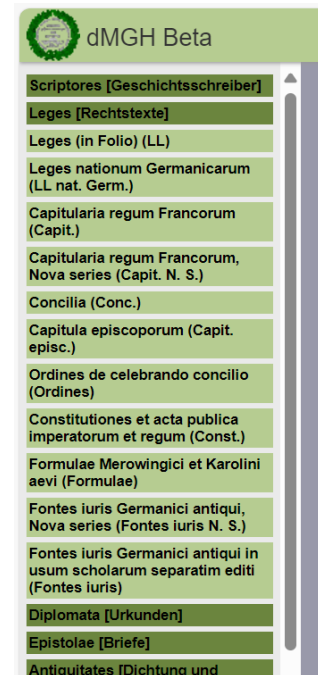 dMGH Beta
Scriptores [Geschichtsschreiber]
Leges [Rechtstexte]
Leges (in Folio) (LL)
Leges nationum Germanicarum
(LL nat. Germ.)
Capitularia regum Francorum
(Capit.)
Capitularia regum Francorum,
Nova series (Capit. N. S.)
Concilia (Conc.)
Capitula episcoporum (Capit.
episc.)
Ordines de celebrando concilio
(Ordines)
Constitutiones et acta publica
imperatorum et regum (Const.)
Formulae Merowingici et Karolini
aevi (Formulae)
Fontes iuris Germanici antiqui,
Nova series (Fontes iuris N. S.)
Fontes iuris Germanici antiqui in
usum scholarum separatim editi
(Fontes iuris)
Diplomata [Urkunden]
Epistolae [Briefe]
Antiquitates [Dichtung und